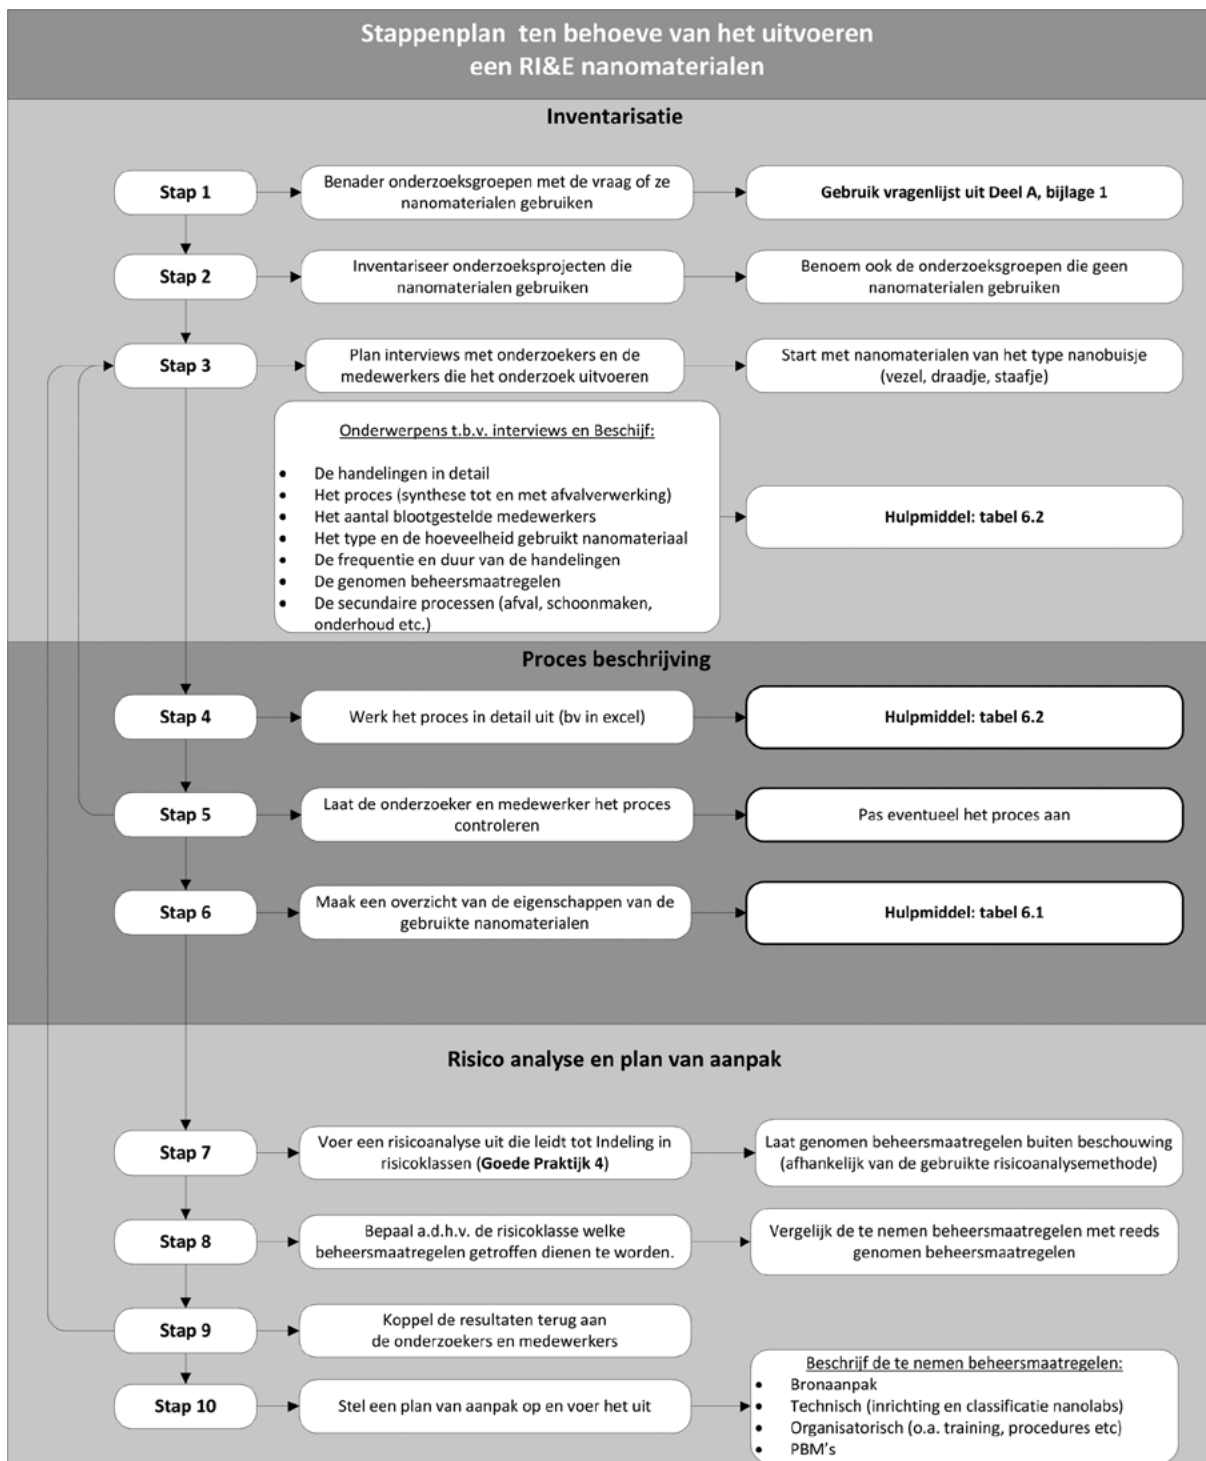 Stappenplan ten behoeve van het uitvoeren
een RI&E nanomaterialen
Inventarisatie
Stap 1
Benader onderzoeksgroepen met de vraag of ze
nanomaterialen gebruiken
Gebruik vragenlijst uit Deel A, bijlage 1
Stap 2
Inventariseer onderzoeksprojecten die
nanomaterialen gebruiken
Benoem ook de onderzoeksgroepen die geen
nanomaterialen gebruiken
Stap 3
Plan interviews met onderzoekers en de
medewerkers die het onderzoek uitvoeren
Start met nanomaterialen van het type nanobuisje
(vezel, draadje, staafje)
Onderwerpens t.b.v. interviews en Beschijf:
• De handelingen in detail
• Het proces (synthese tot en met afvalverwerking)
• Het aantal blootgestelde medewerkers
• Het type en de hoeveelheid gebruikt nanomateriaal
• De frequentie en duur van de handelingen
• De genomen beheersmaatregelen
• De secundaire processen (afval, schoonmaken,
onderhoud etc.)
Hulpmiddel: tabel 6.2
Proces beschrijving
Stap 4
Werk het proces in detail uit (bv in excel)
Hulpmiddel: tabel 6.2
Stap 5
Laat de onderzoeker en medewerker het proces
controleren
Pas eventueel het proces aan
Stap 6
Maak een overzicht van de eigenschappen van de
gebruikte nanomaterialen
Hulpmiddel: tabel 6.1
Risico analyse en plan van aanpak
Stap 7
Voer een risicoanalyse uit die leidt tot Indeling in
risicoklassen (Goede Praktijk 4)
Laat genomen beheersmaatregelen buiten beschouwing
(afhankelijk van de gebruikte risicoanalysemethode)
Stap 8
Bepaal a.d.h.v. de risicoklasse welke
beheersmaatregelen getroffen dienen te worden.
Vergelijk de te nemen beheersmaatregelen met reeds
genomen beheersmaatregelen
Stap 9
Koppel de resultaten terug aan
de onderzoekers en medewerkers
Stap 10
Stel een plan van aanpak op en voer het uit
Beschrijf de te nemen beheersmaatregelen:
• Bronaanpak
• Technisch (inrichting en classificatie nanolabs)
• Organisatorisch (o.a. training, procedures etc)
• PBM's